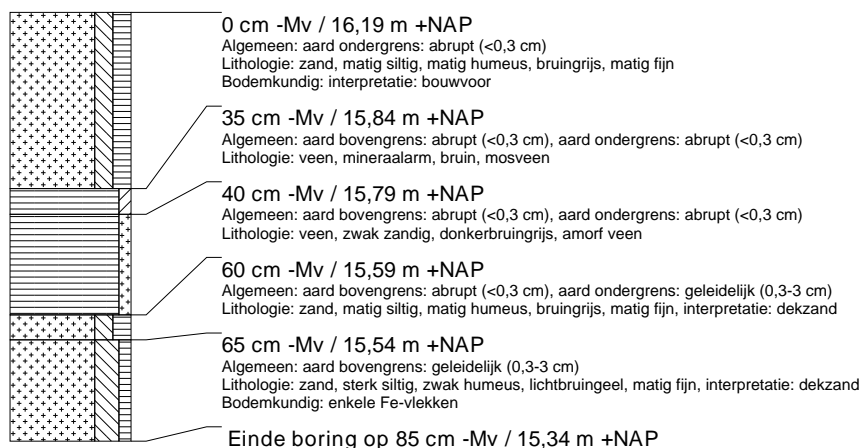 0 cm -Mv / 16,19 m +NAP
Algemeen: aard ondergrens: abrupt (<0,3 cm)
Lithologie: zand, matig siltig, matig humeus, bruingrijs, matig fijn
Bodemkundig: interpretatie: bouwvoor
35 cm -Mv / 15,84 m +NAP
Algemeen: aard bovengrens: abrupt (<0,3 cm), aard ondergrens: abrupt (<0,3 cm)
Lithologie: veen, mineraalarm, bruin, mosveen
40 cm -Mv / 15,79 m +NAP
Algemeen: aard bovengrens: abrupt (<0,3 cm), aard ondergrens: abrupt (<0,3 cm)
Lithologie: veen, zwak zandig, donkerbruingrijs, amorf veen
60 cm -Mv / 15,59 m +NAP
Algemeen: aard bovengrens: abrupt (<0,3 cm), aard ondergrens: geleidelijk (0,3-3 cm)
Lithologie: zand, matig siltig, matig humeus, bruingrijs, matig fijn, interpretatie: dekzand
65 cm -Mv / 15,54 m +NAP
Algemeen: aard bovengrens: geleidelijk (0,3-3 cm)
Lithologie: zand, sterk siltig, zwak humeus, lichtbruingeel, matig fijn, interpretatie: dekzand
Bodemkundig: enkele Fe-vlekken
Einde boring op 85 cm -Mv / 15,34 m +NAP